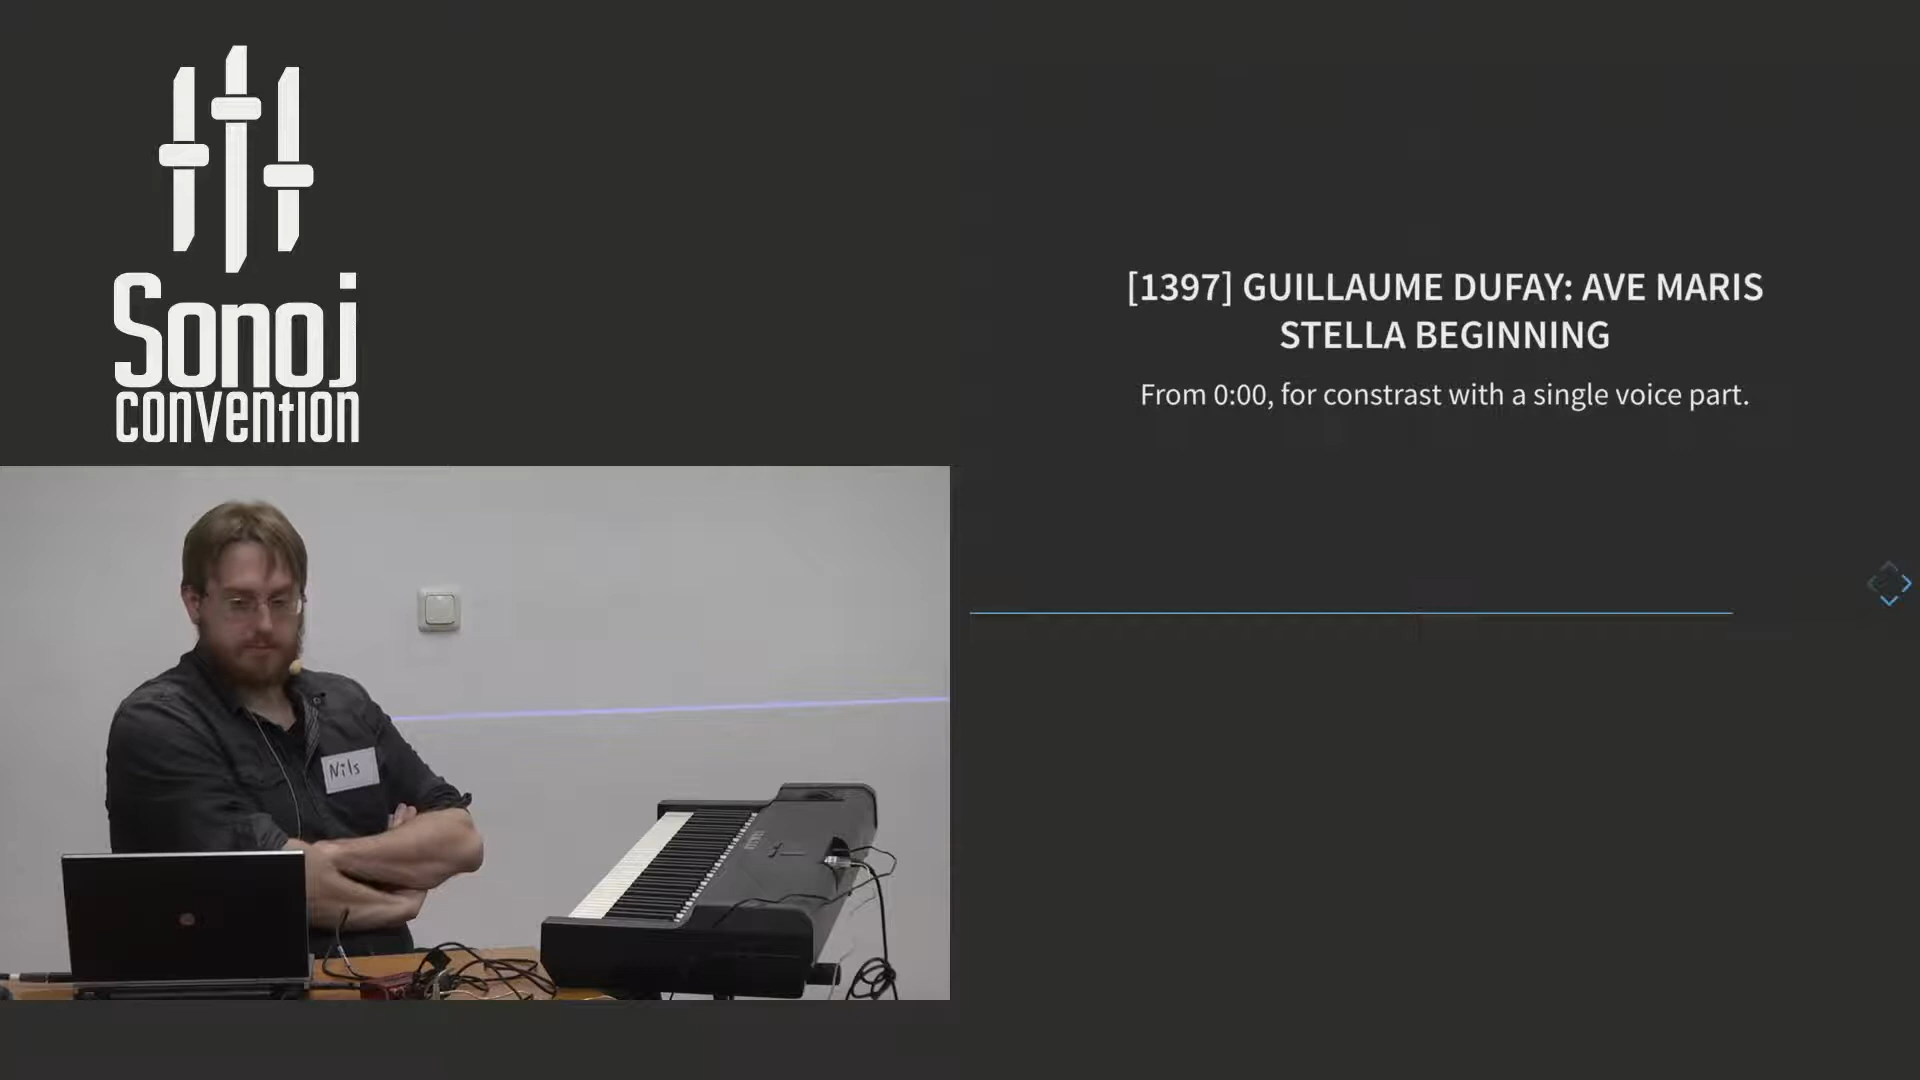 Sonoj
convention
[1397] GUILLAUME DUFAY: AVE MARIS
STELLA BEGINNING
From 0:00, for constrast with a single voice part.
Nils